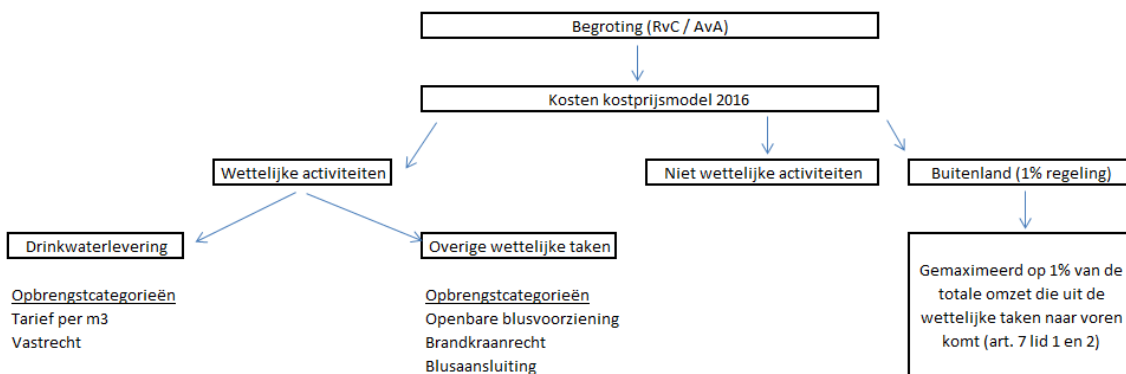 Begroting (RvC / AvA)
Kosten kostprijsmodel 2016
Wettelijke activiteiten
Niet wettelijke activiteiten
Buitenland (1% regeling)
Drinkwaterlevering
Overige wettelijke taken
Opbrengstcategorieën
Tarief per m3
Vastrecht
Opbrengstcategorieën
Openbare blusvoorziening
Brandkraanrecht
Blusaansluiting
Gemaximeerd op 1% van de
totale omzet die uit de
wettelijke taken naar voren
komt (art. 7 lid 1 en 2)